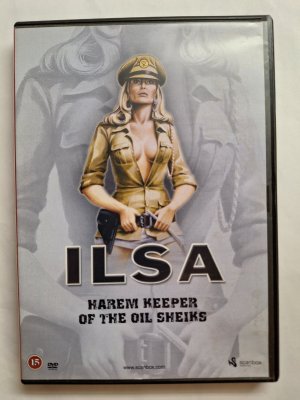 ILSA
HAREM KEEPER
OF THE OIL SHEIKS
15
DVD
www.scanbox.com
scanbox